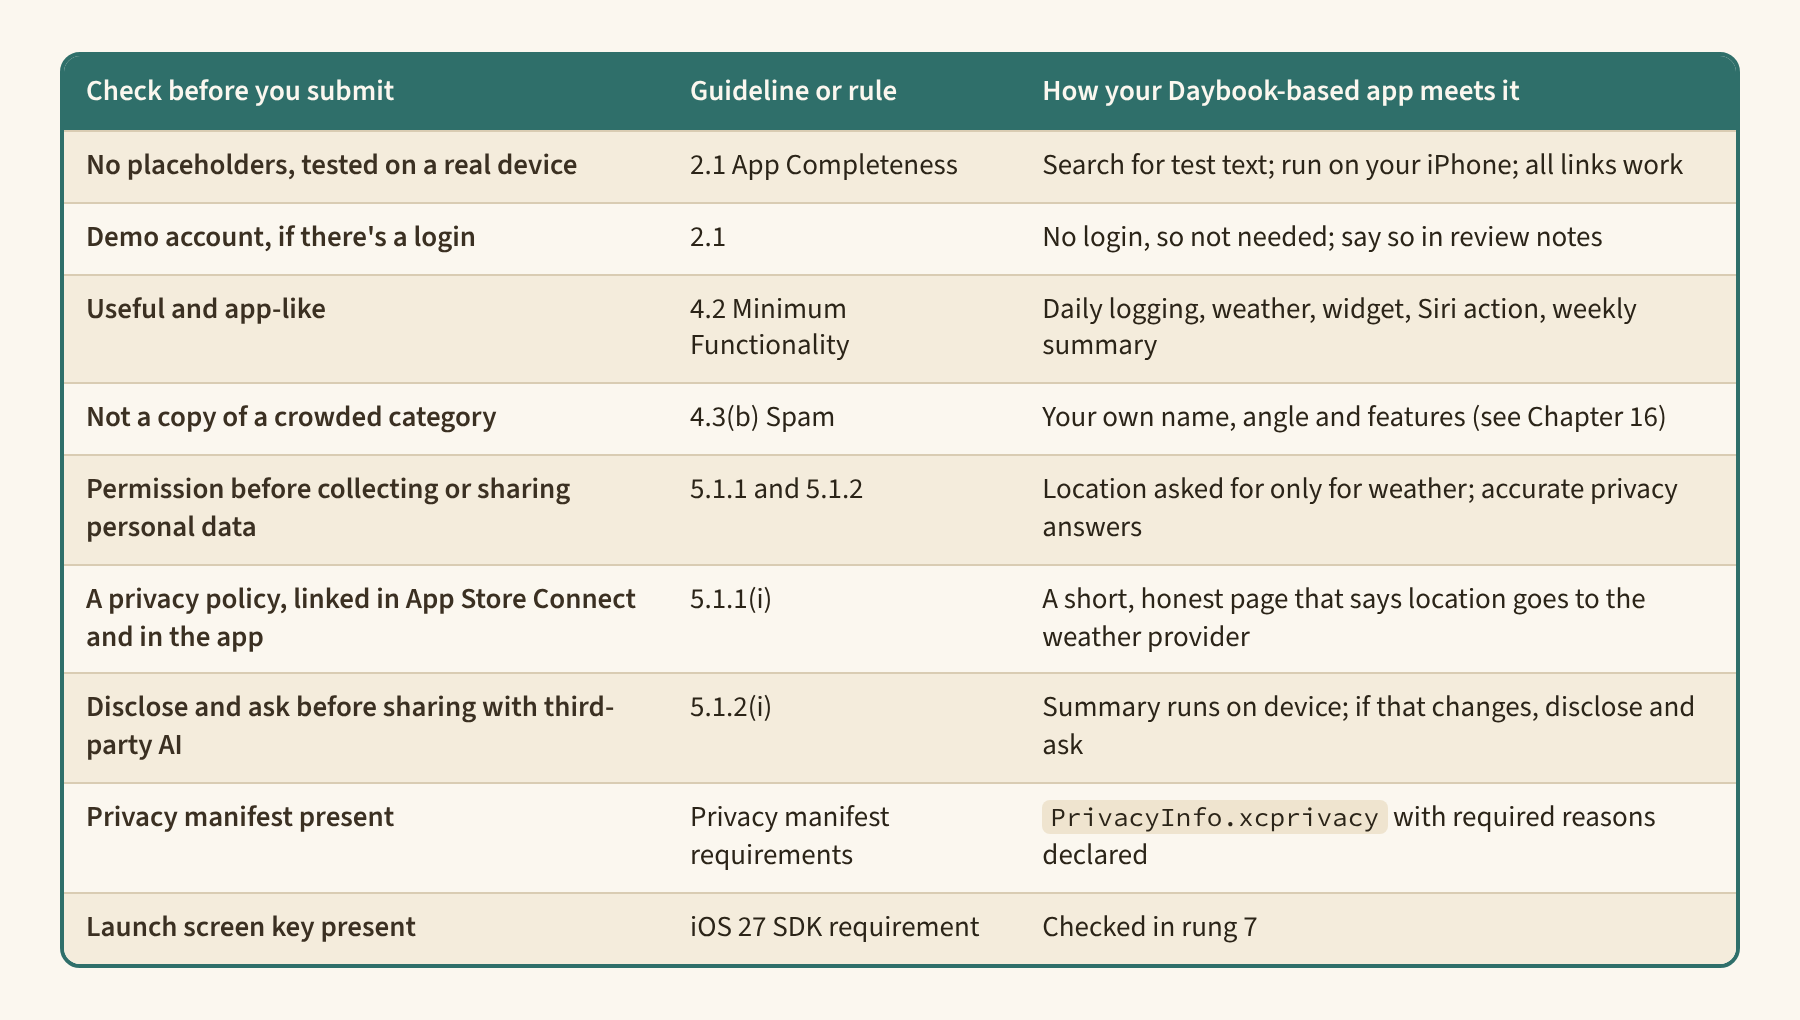 Check before you submit
Guideline or rule
How your Daybook-based app meets it
No placeholders, tested on a real device
2.1 App Completeness
Search for test text; run on your iPhone; all links work
Demo account, if there's a login
2.1
No login, so not needed; say so in review notes
Useful and app-like
4.2 Minimum
Functionality
Daily logging, weather, widget, Siri action, weekly
summary
Not a copy of a crowded category
4.3(b) Spam
Your own name, angle and features (see Chapter 16)
Permission before collecting or sharing
personal data
5.1.1 and 5.1.2
Location asked for only for weather; accurate privacy
answers
A privacy policy, linked in App Store Connect
and in the app
5.1.1(i)
A short, honest page that says location goes to the
weather provider
Disclose and ask before sharing with third-
party AI
5.1.2(i)
Summary runs on device; if that changes, disclose and
ask
Privacy manifest present
Privacy manifest
requirements
PrivacyInfo.xcprivacy with required reasons
declared
Launch screen key present
iOS 27 SDK requirement
Checked in rung 7